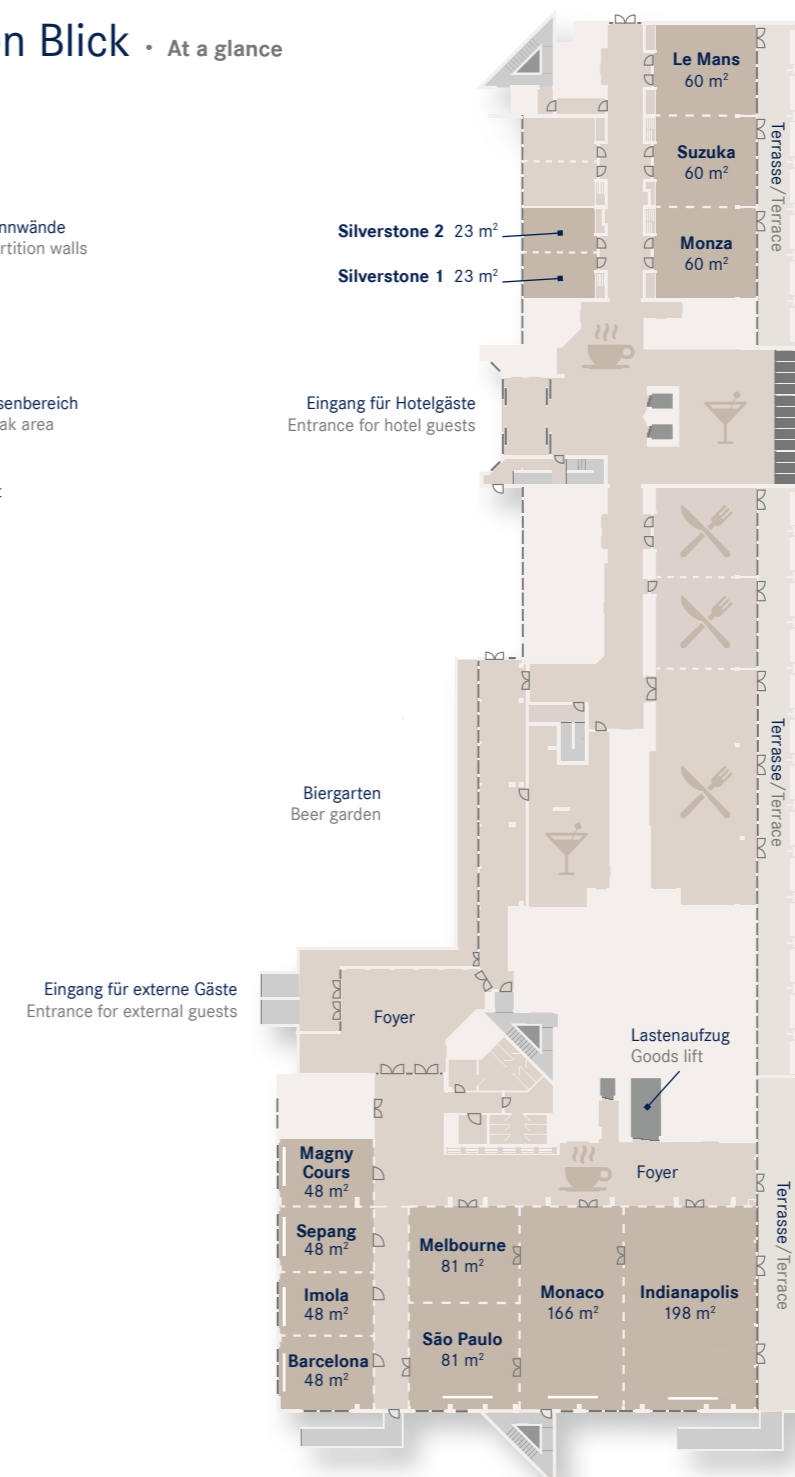 n Blick · At a glance
Le Mans
60 m²
Terrasse/Terrace
Suzuka
60 m²
nnwände
rtition walls
Silverstone 2 23 m²
Monza
60 m²
Silverstone 1 23 m²
senbereich
ak area
Eingang für Hotelgäste
Entrance for hotel guests
t
Terrasse/Terrace
Biergarten
Beer garden
Eingang für externe Gäste
Entrance for external guests
Foyer
Lastenaufzug
Goods lift
Magny
Cours
48 m²
Foyer
Terrasse/Terrace
Sepang
48 m²
Melbourne
81 m²
Imola
48 m²
Monaco
166 m²
Indianapolis
198 m²
São Paulo
81 m²
Barcelona
48 m²